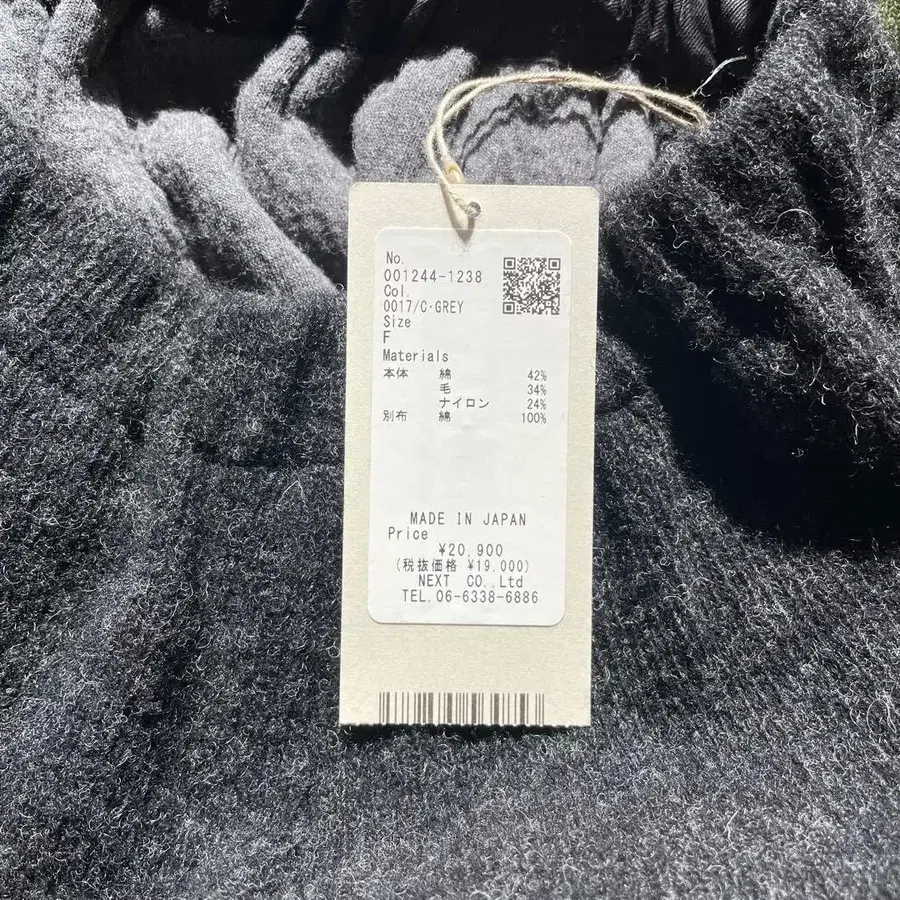 No.
001244-1238
Col.
0017/C·GREY
Size
F
Materials
本体 綿 42%
毛 34%
ナイロン 24%
別布 綿 100%
MADE IN JAPAN
Price
¥20,900
(税抜価格 ¥19,000)
NEXT CO.,Ltd
TEL.06-6338-6886